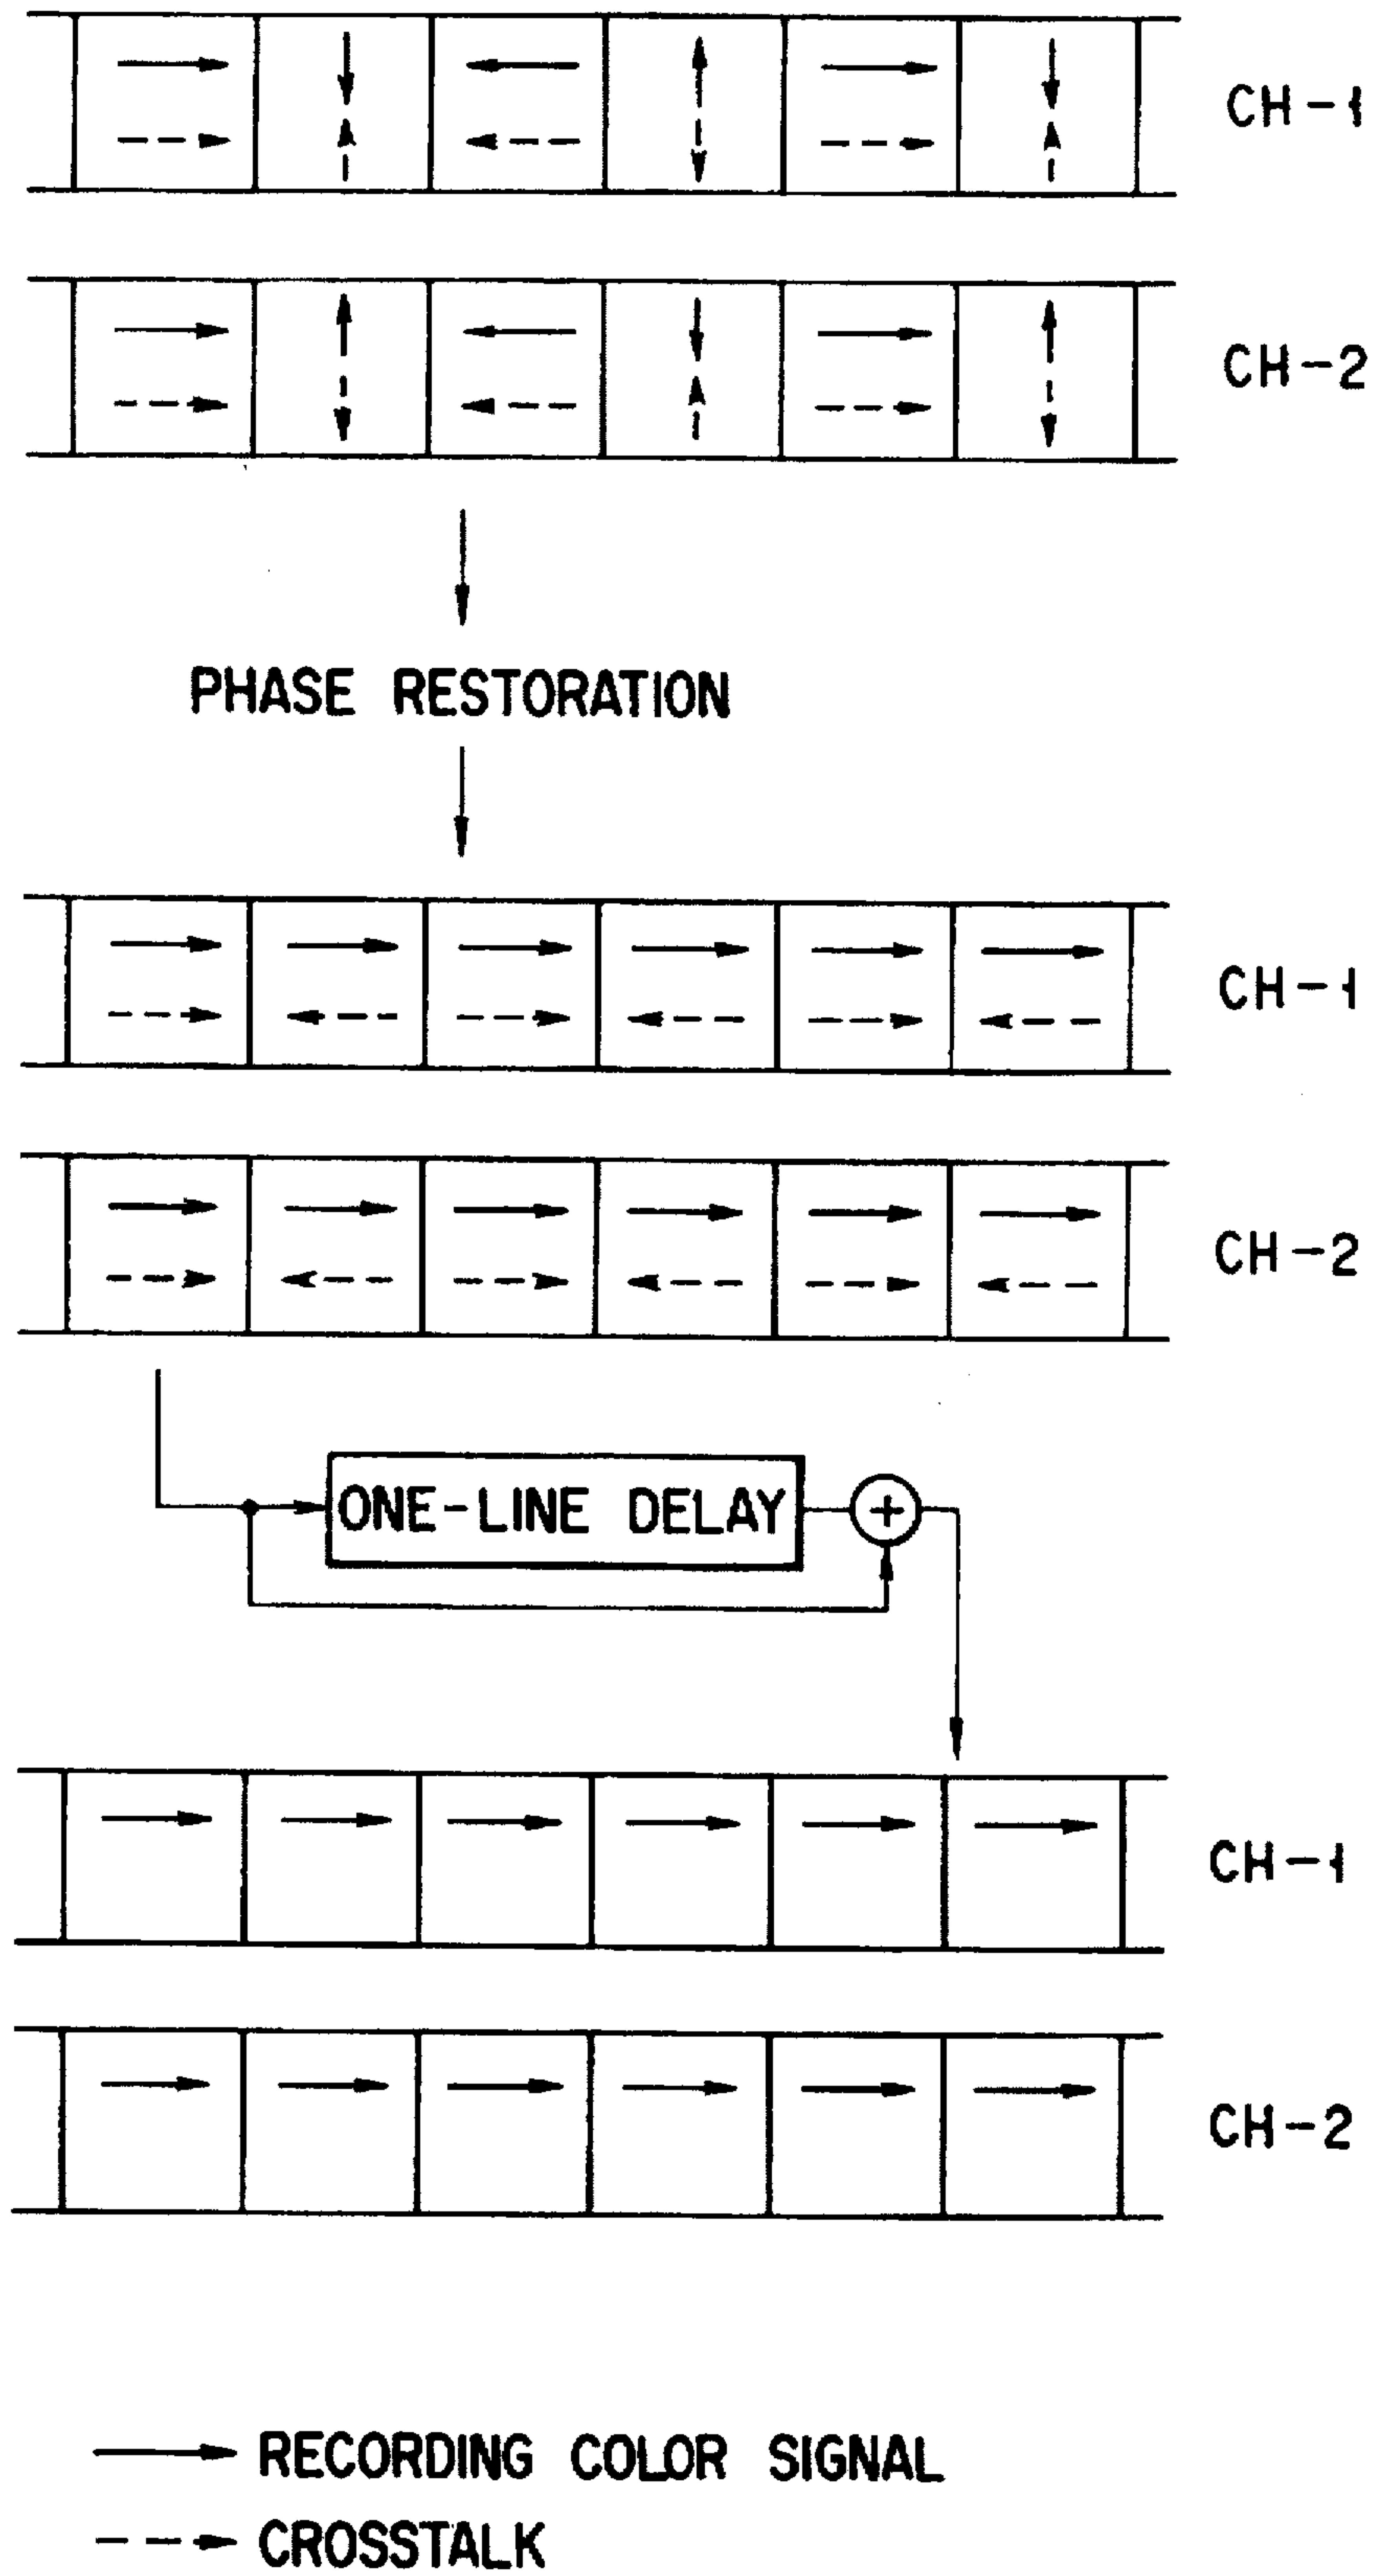 CH-1
CH-2
PHASE RESTORATION
CH-1
CH-2
ONE-LINE DELAY
+
CH-1
CH-2
RECORDING COLOR SIGNAL
CROSSTALK